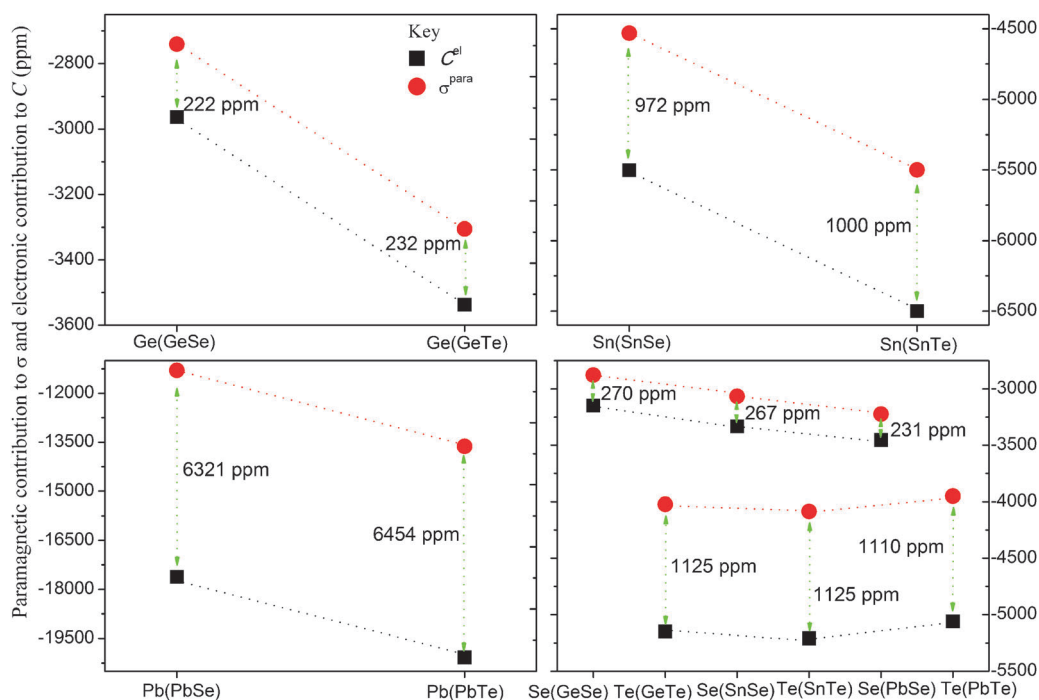 Paramagnetic contribution to σ and electronic contribution to C (ppm)
Key
C^el
σ^para
-2800
-3000
-3200
-3400
-3600
222 ppm
232 ppm
Ge(GeSe)
Ge(GeTe)
-4500
-5000
-5500
-6000
-6500
972 ppm
1000 ppm
Sn(SnSe)
Sn(SnTe)
-12000
-13500
-15000
-16500
-18000
-19500
6321 ppm
6454 ppm
Pb(PbSe)
Pb(PbTe)
-3000
-3500
-4000
-4500
-5000
-5500
270 ppm
267 ppm
231 ppm
1125 ppm
1125 ppm
1110 ppm
Se(GeSe) Te(GeTe) Se(SnSe) Te(SnTe) Se(PbSe) Te(PbTe)